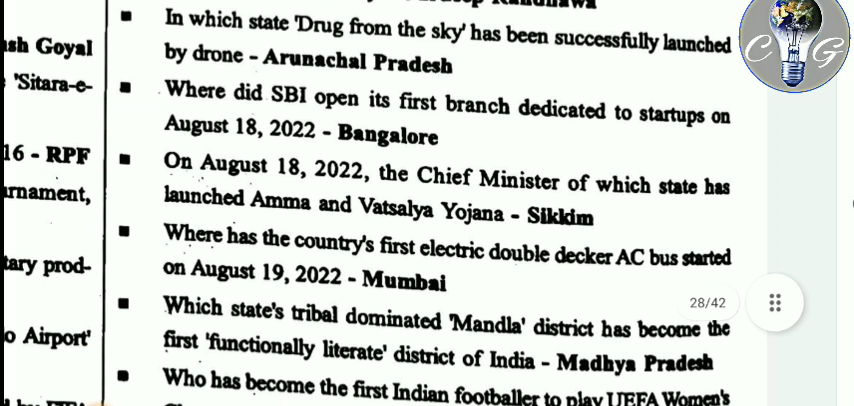 ish Goyal
'Sitara-e-
16 - RPF
rnament,
tary prod-
o Airport'
In which state 'Drug from the sky' has been successfully launched
by drone - Arunachal Pradesh
Where did SBI open its first branch dedicated to startups on
August 18, 2022 - Bangalore
On August 18, 2022, the Chief Minister of which state has
launched Amma and Vatsalya Yojana - Sikkim
Where has the country's first electric double decker AC bus started
on August 19, 2022 - Mumbai
Which state's tribal dominated 'Mandla' district has become the
first 'functionally literate' district of India - Madhya Pradesh
Who has become the first Indian footballer to play UEFA Women's
C G
28/42